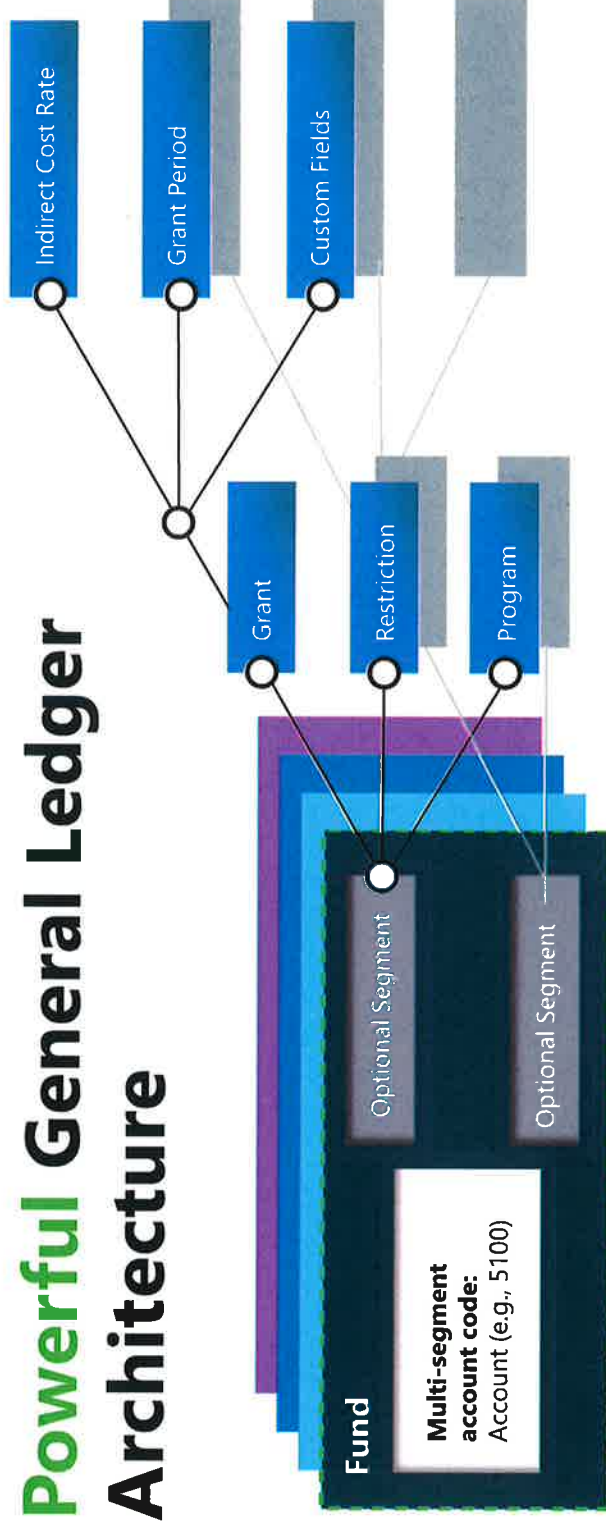 Powerful General Ledger
Architecture
Fund
Multi-segment
account code:
Account (e.g., 5100)
Optional Segment
Optional Segment
Grant
Restriction
Program
Indirect Cost Rate
Grant Period
Custom Fields